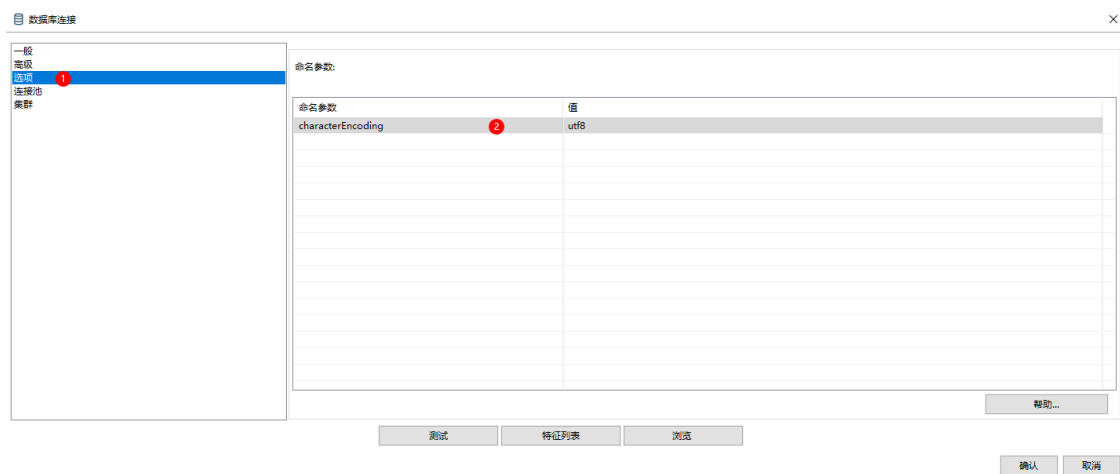 数据库连接
一般
高级
选项 1
连接池
集群
命名参数:
命名参数 值
characterEncoding 2 utf8
帮助...
测试 特征列表 浏览
确认 取消